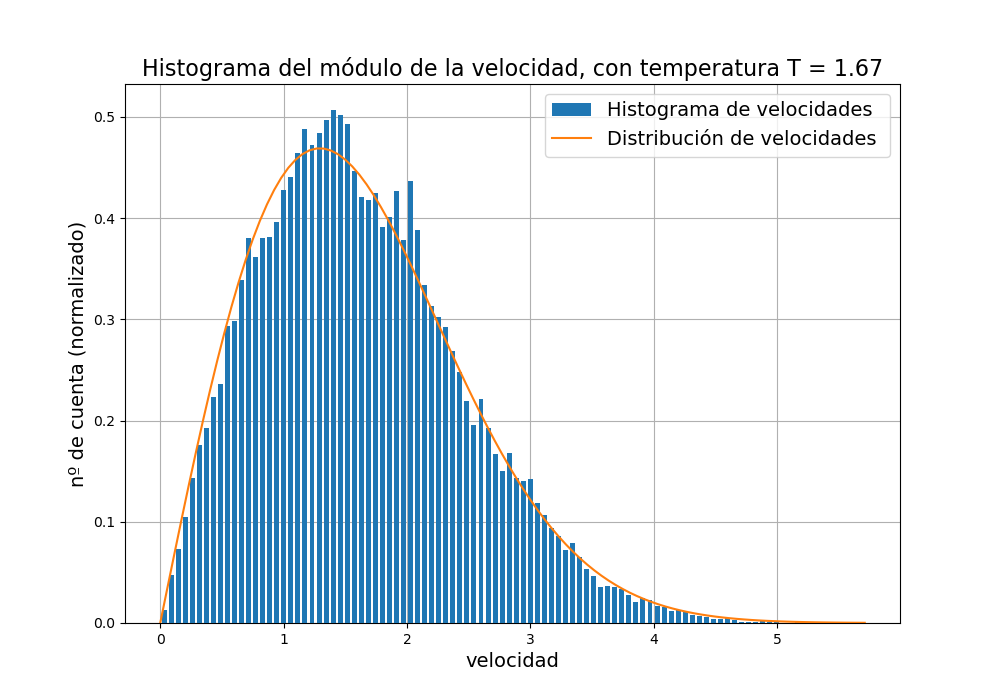 Histograma del módulo de la velocidad, con temperatura T = 1.67
Histograma de velocidades
Distribución de velocidades
nº de cuenta (normalizado)
0.5
0.4
0.3
0.2
0.1
0.0
0 1 2 3 4 5
velocidad